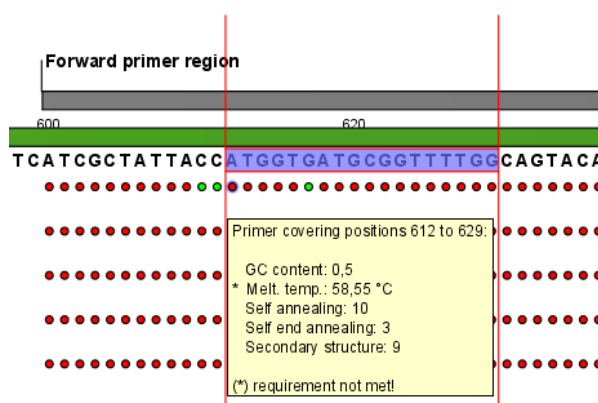 Forward primer region
600 620
TCATCGCTATTACCATGGTGATGCGGTTTTGGCAGTACA
Primer covering positions 612 to 629:
GC content: 0,5
* Melt. temp.: 58,55 °C
Self annealing: 10
Self end annealing: 3
Secondary structure: 9
(*) requirement not met!